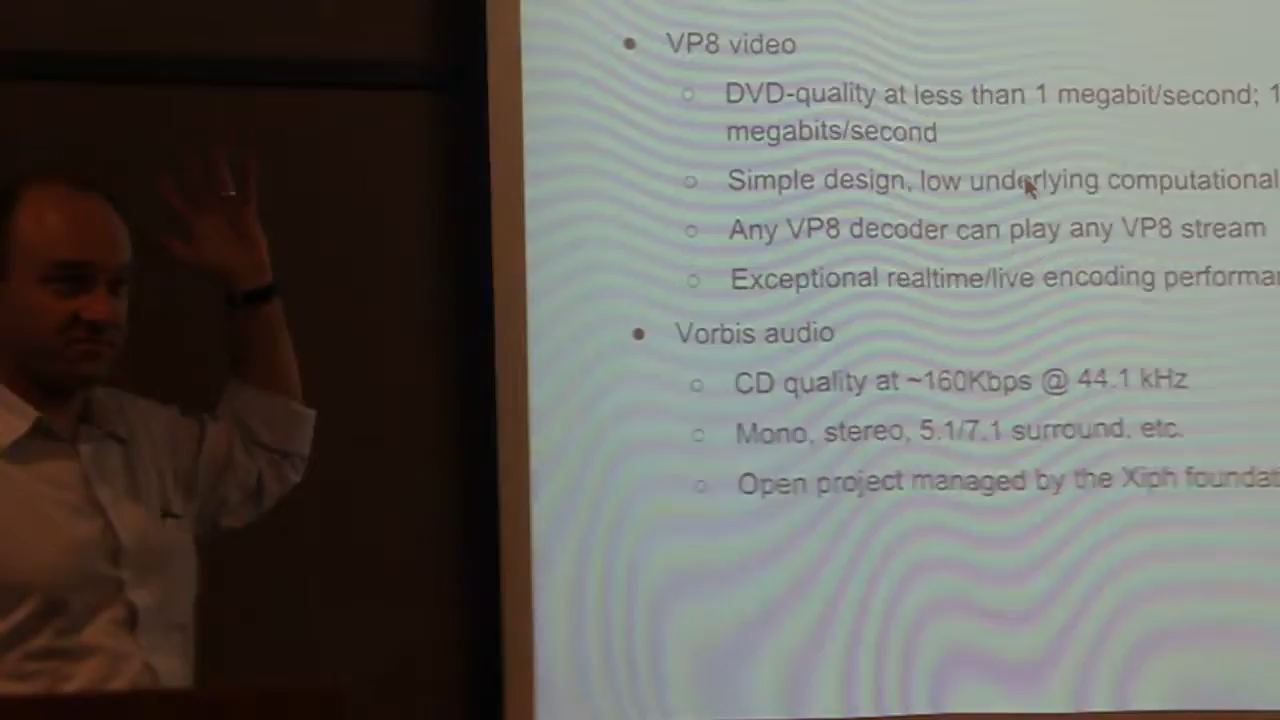 VP8 video
DVD-quality at less than 1 megabit/second; 1
megabits/second
Simple design, low underlying computational
Any VP8 decoder can play any VP8 stream
Exceptional realtime/live encoding
Vorbis audio
CD quality at ~160Kbps @ 44.1 kHz
Mono, stereo, 5.1/7.1 surround, etc.
Open project managed by the Xiph